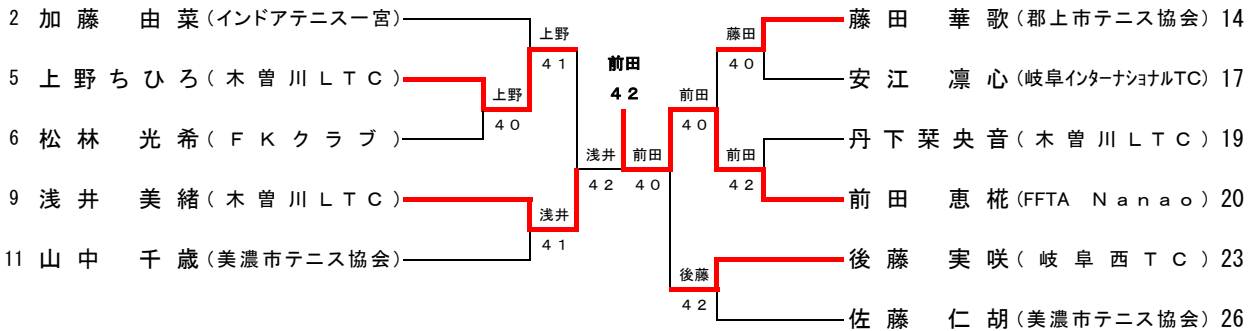 2 加藤 由菜(インドアテニス一宮)
5 上野ちひろ(木曽川LTC)
6 松林 光希(FKクラブ)
9 浅井 美緒(木曽川LTC)
11 山中 千歳(美濃市テニス協会)
上野
41
上野
40
浅井
41
浅井
42
前田
42
前田
40
前田
40
藤田
40
前田
42
後藤
42
藤田 華歌(郡上市テニス協会) 14
安江 凛心(岐阜インターナショナルTC) 17
丹下栞央音(木曽川LTC) 19
前田 恵椛(FFTA Nanao) 20
後藤 実咲(岐阜西TC) 23
佐藤 仁胡(美濃市テニス協会) 26